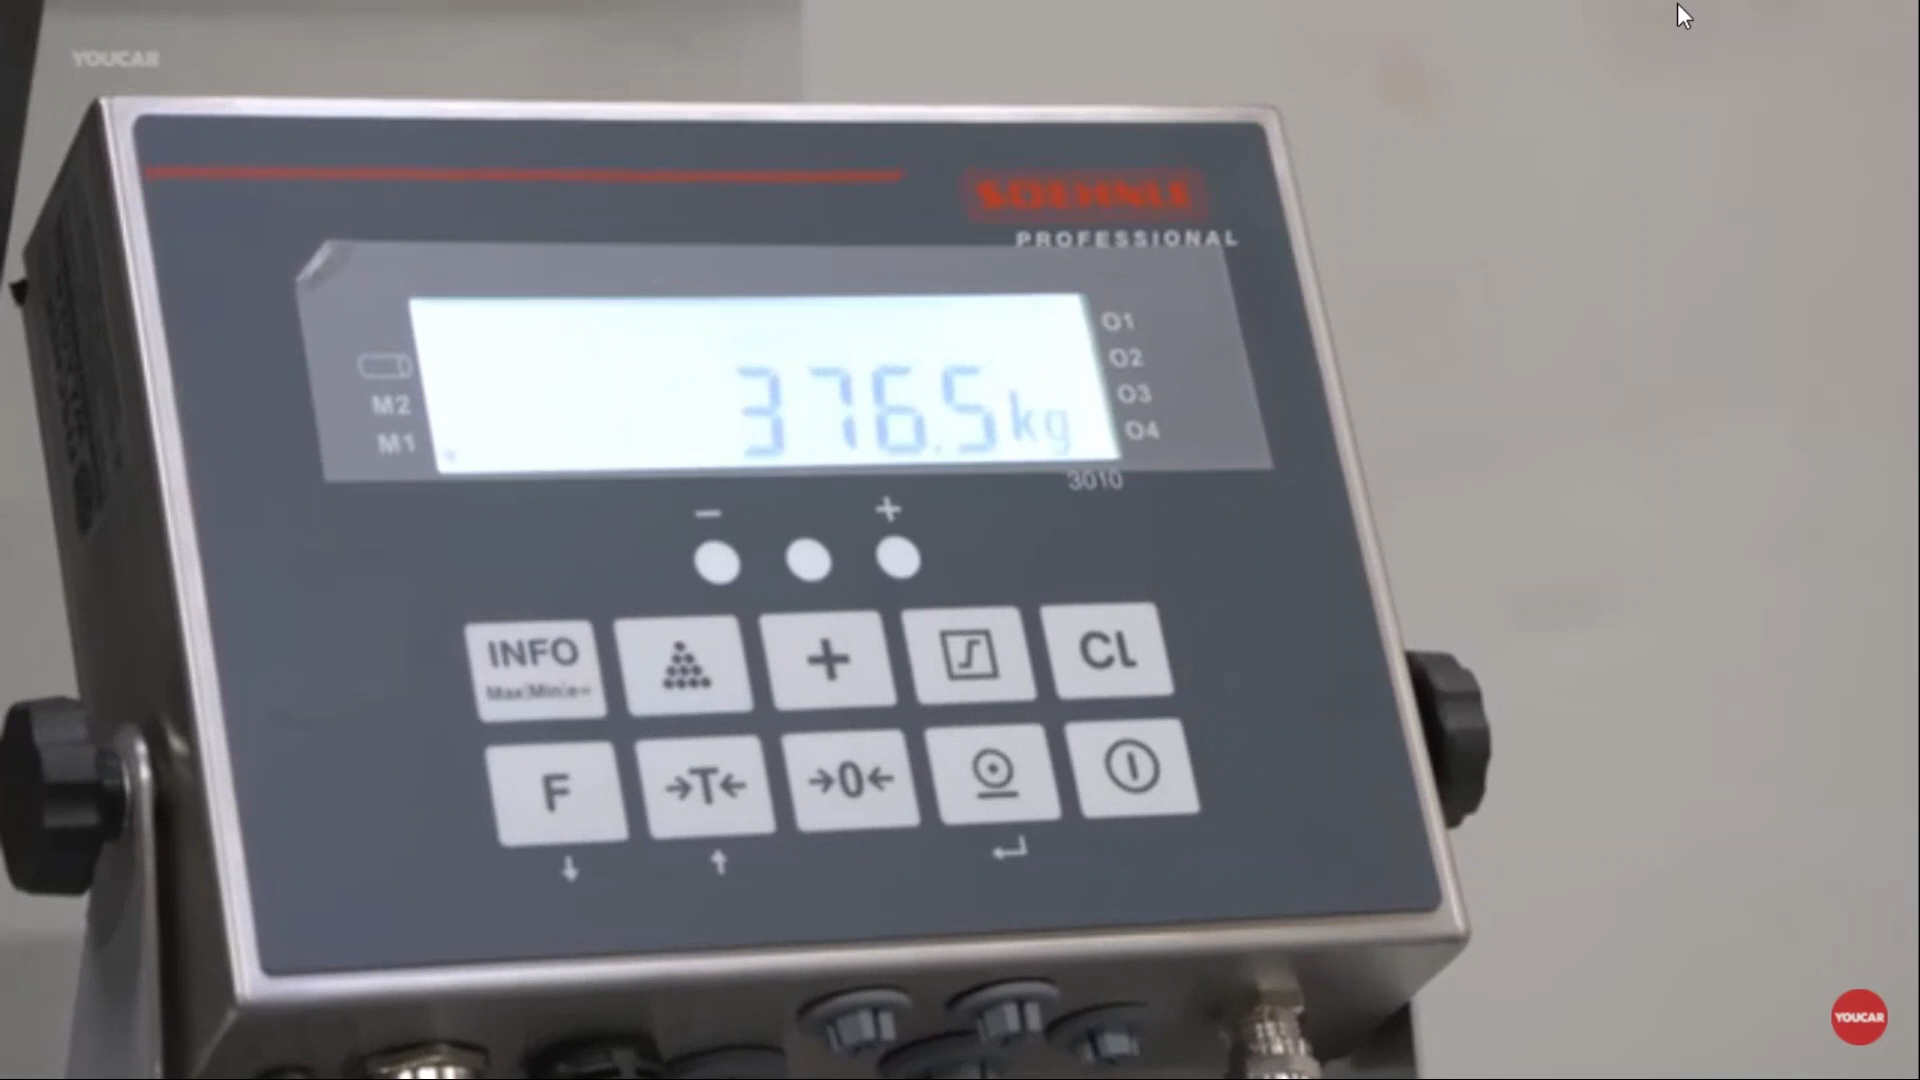 YOUCAR
SOEHNLE
PROFESSIONAL
376.5 kg
O1
O2
O3
O4
M2
M1
3010
− +
INFO
Max|Min|e=
+
CL
F
→T←
→0←
↓ ↑ ↵
YOUCAR